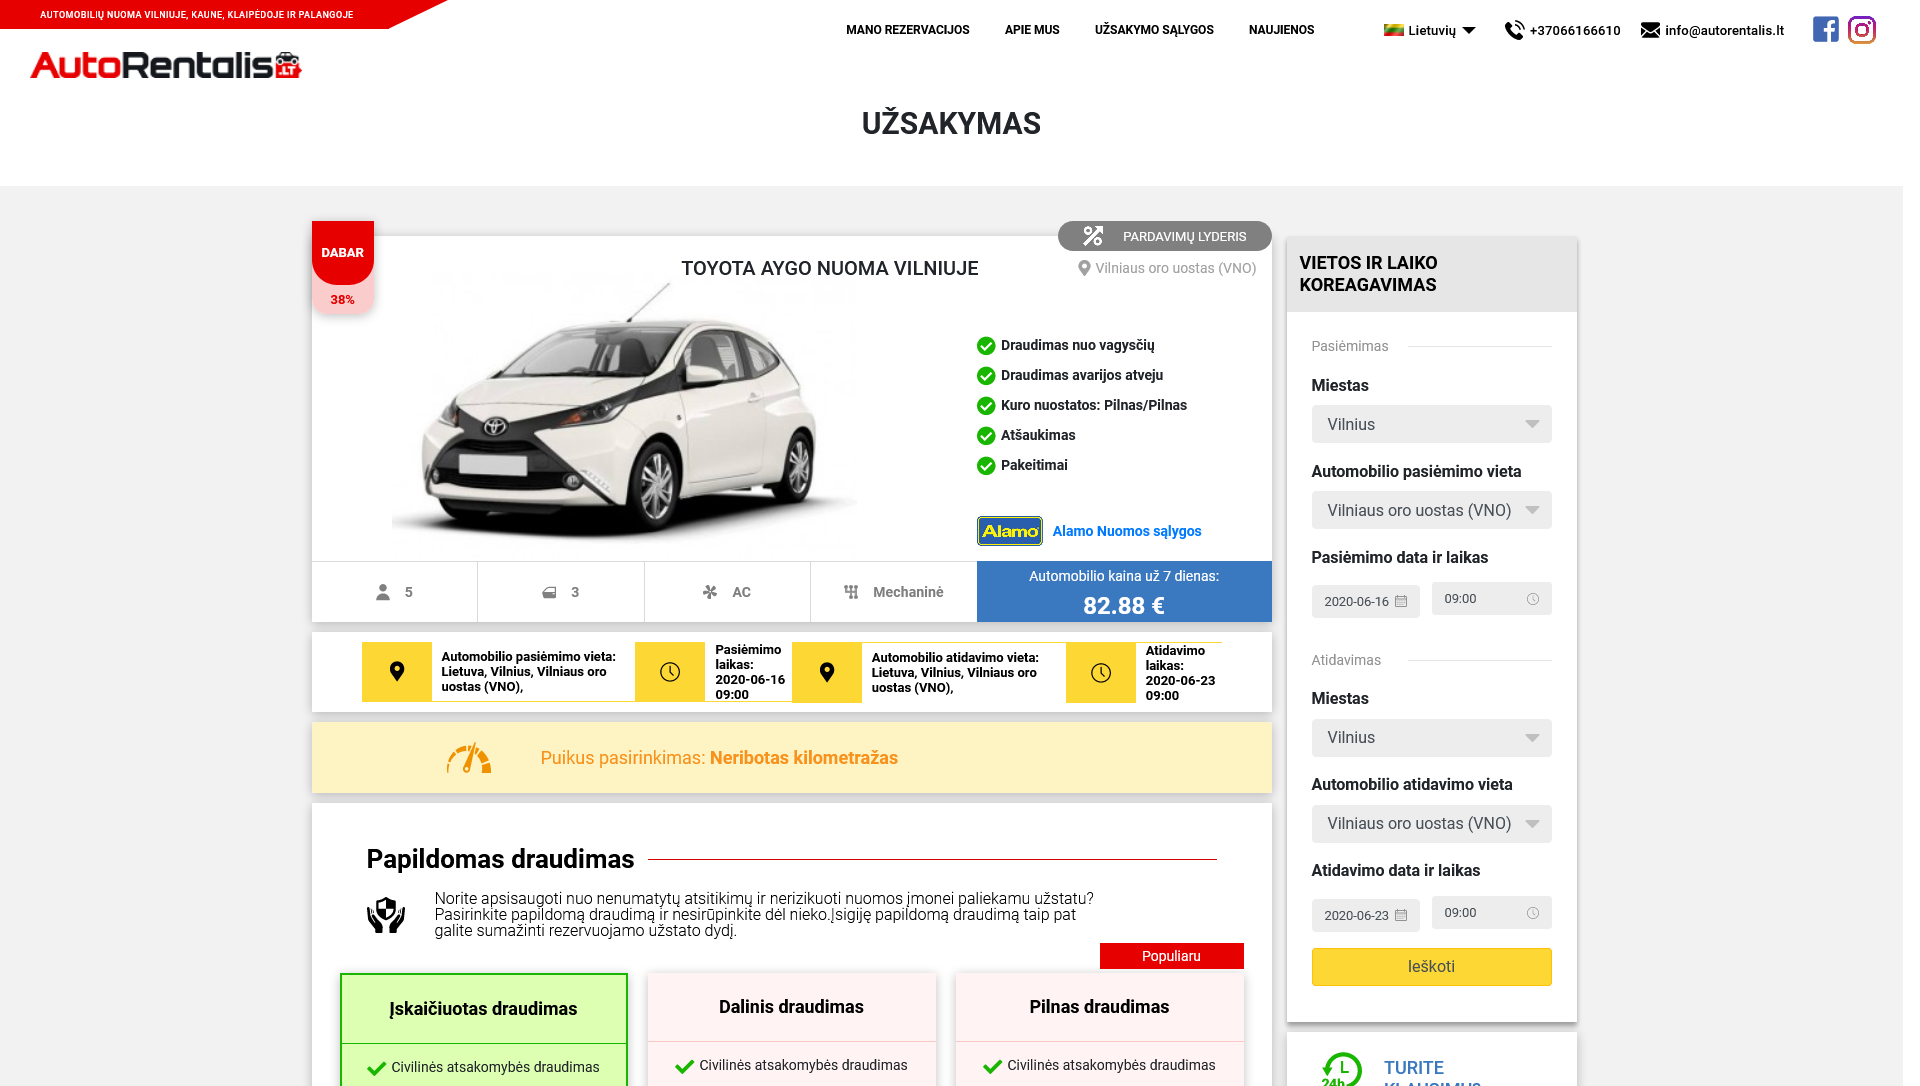 AUTOMOBILIŲ NUOMA VILNIUJE, KAUNE, KLAIPĖDOJE IR PALANGOJE
MANO REZERVACIJOS
APIE MUS
UŽSAKYMO SĄLYGOS
NAUJIENOS
Lietuvių
+37066166610
info@autorentalis.lt
AutoRentalis.LT
UŽSAKYMAS
DABAR
38%
PARDAVIMŲ LYDERIS
TOYOTA AYGO NUOMA VILNIUJE
Vilniaus oro uostas (VNO)
Draudimas nuo vagysčių
Draudimas avarijos atveju
Kuro nuostatos: Pilnas/Pilnas
Atšaukimas
Pakeitimai
Alamo
Alamo Nuomos sąlygos
5
3
AC
Mechaninė
Automobilio kaina už 7 dienas:
82.88 €
Automobilio pasiėmimo vieta:
Lietuva, Vilnius, Vilniaus oro
uostas (VNO),
Pasiėmimo
laikas:
2020-06-16
09:00
Automobilio atidavimo vieta:
Lietuva, Vilnius, Vilniaus oro
uostas (VNO),
Atidavimo
laikas:
2020-06-23
09:00
Puikus pasirinkimas: Neribotas kilometražas
Papildomas draudimas
Norite apsisaugoti nuo nenumatytų atsitikimų ir nerizikuoti nuomos įmonei paliekamu užstatu?
Pasirinkite papildomą draudimą ir nesirūpinkite dėl nieko.Įsigiję papildomą draudimą taip pat
galite sumažinti rezervuojamo užstato dydį.
Populiaru
Įskaičiuotas draudimas
Civilinės atsakomybės draudimas
Dalinis draudimas
Civilinės atsakomybės draudimas
Pilnas draudimas
Civilinės atsakomybės draudimas
VIETOS IR LAIKO
KOREAGAVIMAS
Pasiėmimas
Miestas
Vilnius
Automobilio pasiėmimo vieta
Vilniaus oro uostas (VNO)
Pasiėmimo data ir laikas
2020-06-16
09:00
Atidavimas
Miestas
Vilnius
Automobilio atidavimo vieta
Vilniaus oro uostas (VNO)
Atidavimo data ir laikas
2020-06-23
09:00
Ieškoti
24h
TURITE
KLAUSIMUS